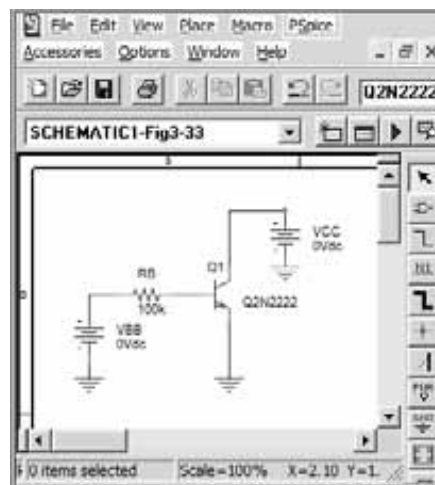 File Edit View Place Macro PSpice
Accessories Options Window Help
Q2N2222
SCHEMATIC1-Fig3-33
VCC
0Vdc
Q1
RB
100k
Q2N2222
VBB
0Vdc
0 items selected Scale=100% X=2.10 Y=1.